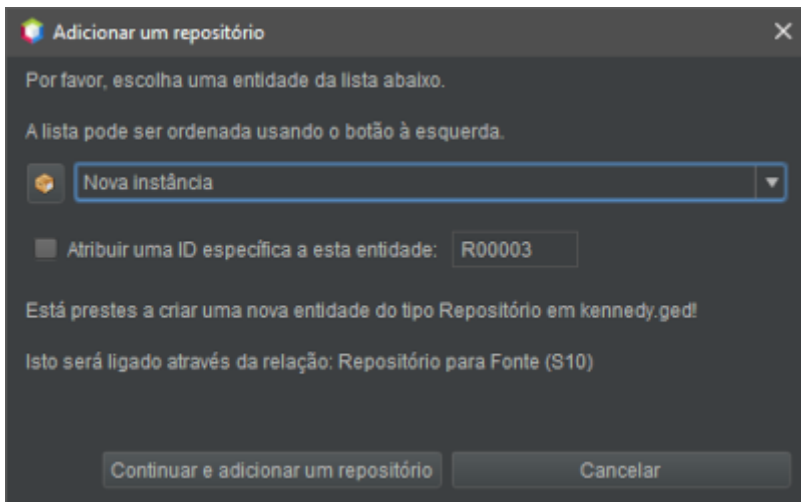 Adicionar um repositório
Por favor, escolha uma entidade da lista abaixo.
A lista pode ser ordenada usando o botão à esquerda.
Nova instância
Atribuir uma ID específica a esta entidade: R00003
Está prestes a criar uma nova entidade do tipo Repositório em kennedy.ged!
Isto será ligado através da relação: Repositório para Fonte (S10)
Continuar e adicionar um repositório Cancelar